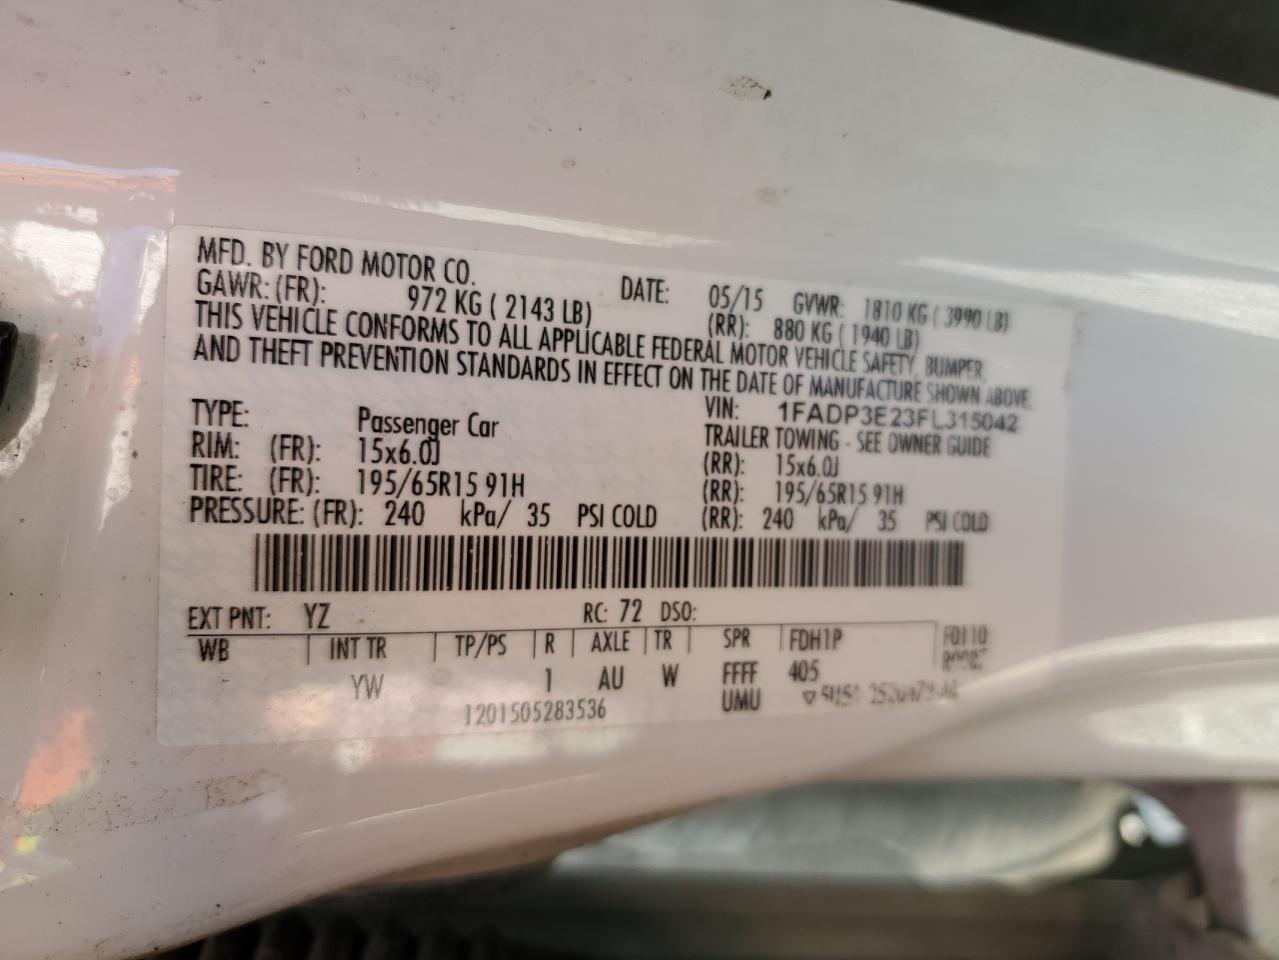 MFD. BY FORD MOTOR CO. DATE: 05/15 GVWR: 1810 KG ( 3990 LB)
GAWR: (FR): 972 KG ( 2143 LB) (RR): 880 KG ( 1940 LB)
THIS VEHICLE CONFORMS TO ALL APPLICABLE FEDERAL MOTOR VEHICLE SAFETY, BUMPER,
AND THEFT PREVENTION STANDARDS IN EFFECT ON THE DATE OF MANUFACTURE SHOWN ABOVE.
VIN: 1FADP3E23FL315042
TYPE: Passenger Car TRAILER TOWING - SEE OWNER GUIDE
RIM: (FR): 15x6.0J (RR): 15x6.0J
TIRE: (FR): 195/65R15 91H (RR): 195/65R15 91H
PRESSURE: (FR): 240 kPa/ 35 PSI COLD (RR): 240 kPa/ 35 PSI COLD
EXT PNT: YZ RC: 72 DSO:
WB INT TR TP/PS R AXLE TR SPR FDH1P F0110
YW 1 AU W FFFF 405
1201505283536 UMU